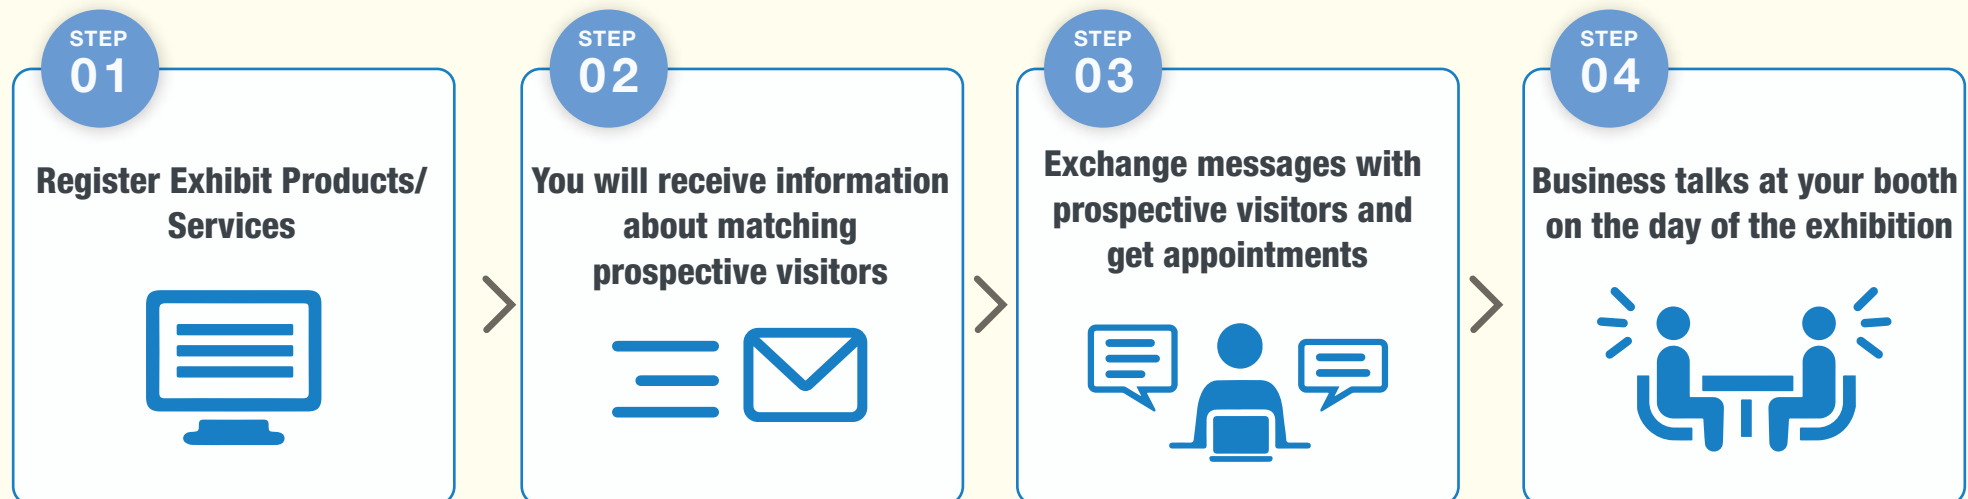 STEP
01
Register Exhibit Products/
Services
STEP
02
You will receive information
about matching
prospective visitors
STEP
03
Exchange messages with
prospective visitors and
get appointments
STEP
04
Business talks at your booth
on the day of the exhibition